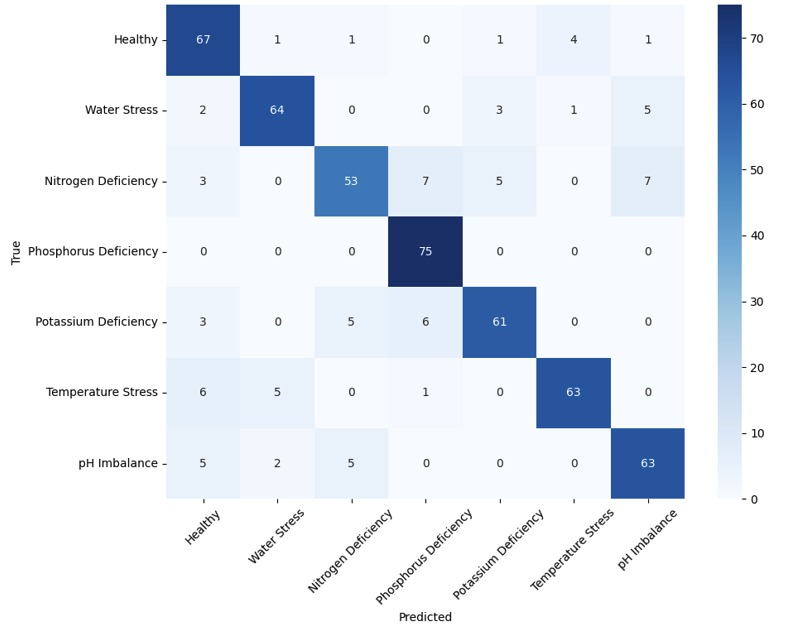 Healthy 67 1 1 0 1 4 1
Water Stress 2 64 0 0 3 1 5
Nitrogen Deficiency 3 0 53 7 5 0 7
Phosphorus Deficiency 0 0 0 75 0 0 0
Potassium Deficiency 3 0 5 6 61 0 0
Temperature Stress 6 5 0 1 0 63 0
pH Imbalance 5 2 5 0 0 0 63
True
Healthy
Water Stress
Nitrogen Deficiency
Phosphorus Deficiency
Potassium Deficiency
Temperature Stress
pH Imbalance
Predicted
70
60
50
40
30
20
10
0